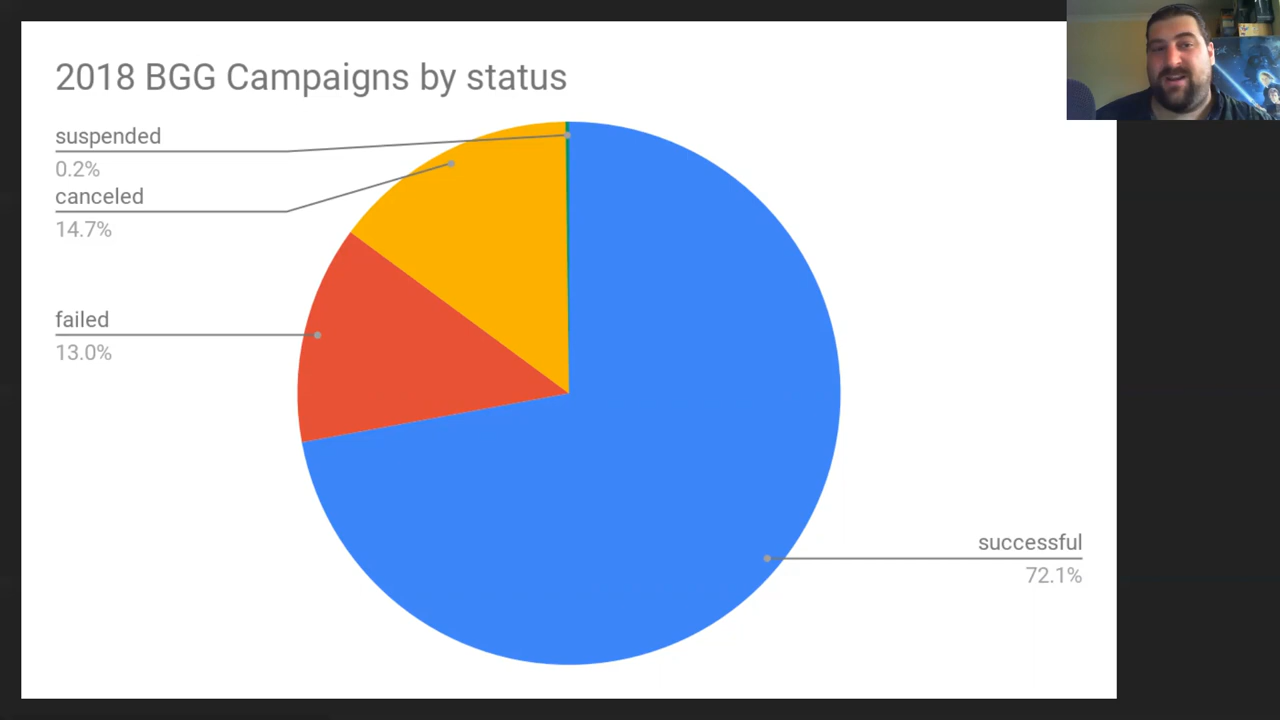 2018 BGG Campaigns by status
suspended
0.2%
canceled
14.7%
failed
13.0%
successful
72.1%